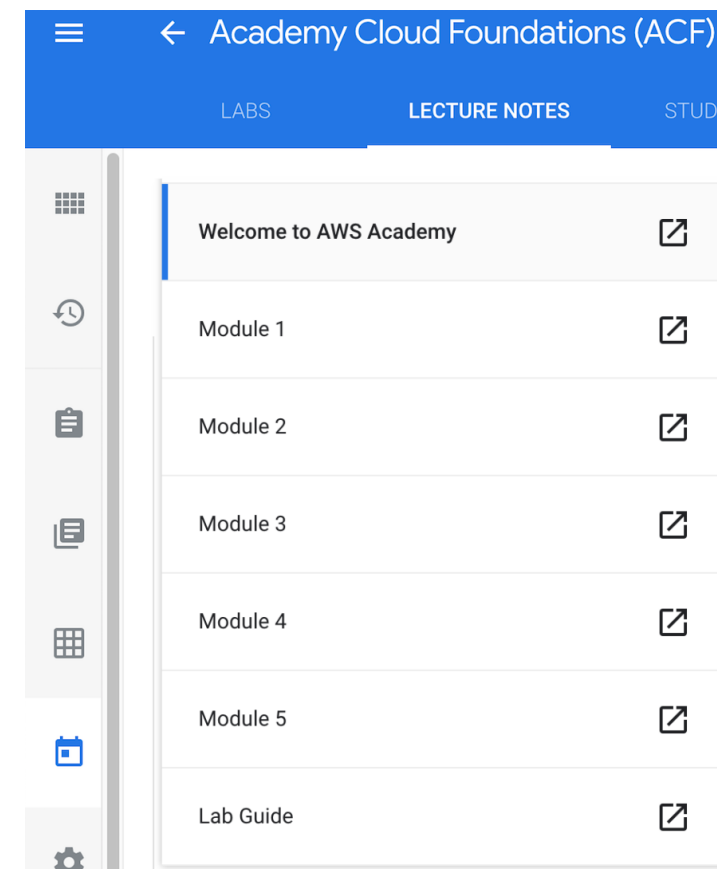 Academy Cloud Foundations (ACF)
LABS
LECTURE NOTES
STUD
Welcome to AWS Academy
Module 1
Module 2
Module 3
Module 4
Module 5
Lab Guide